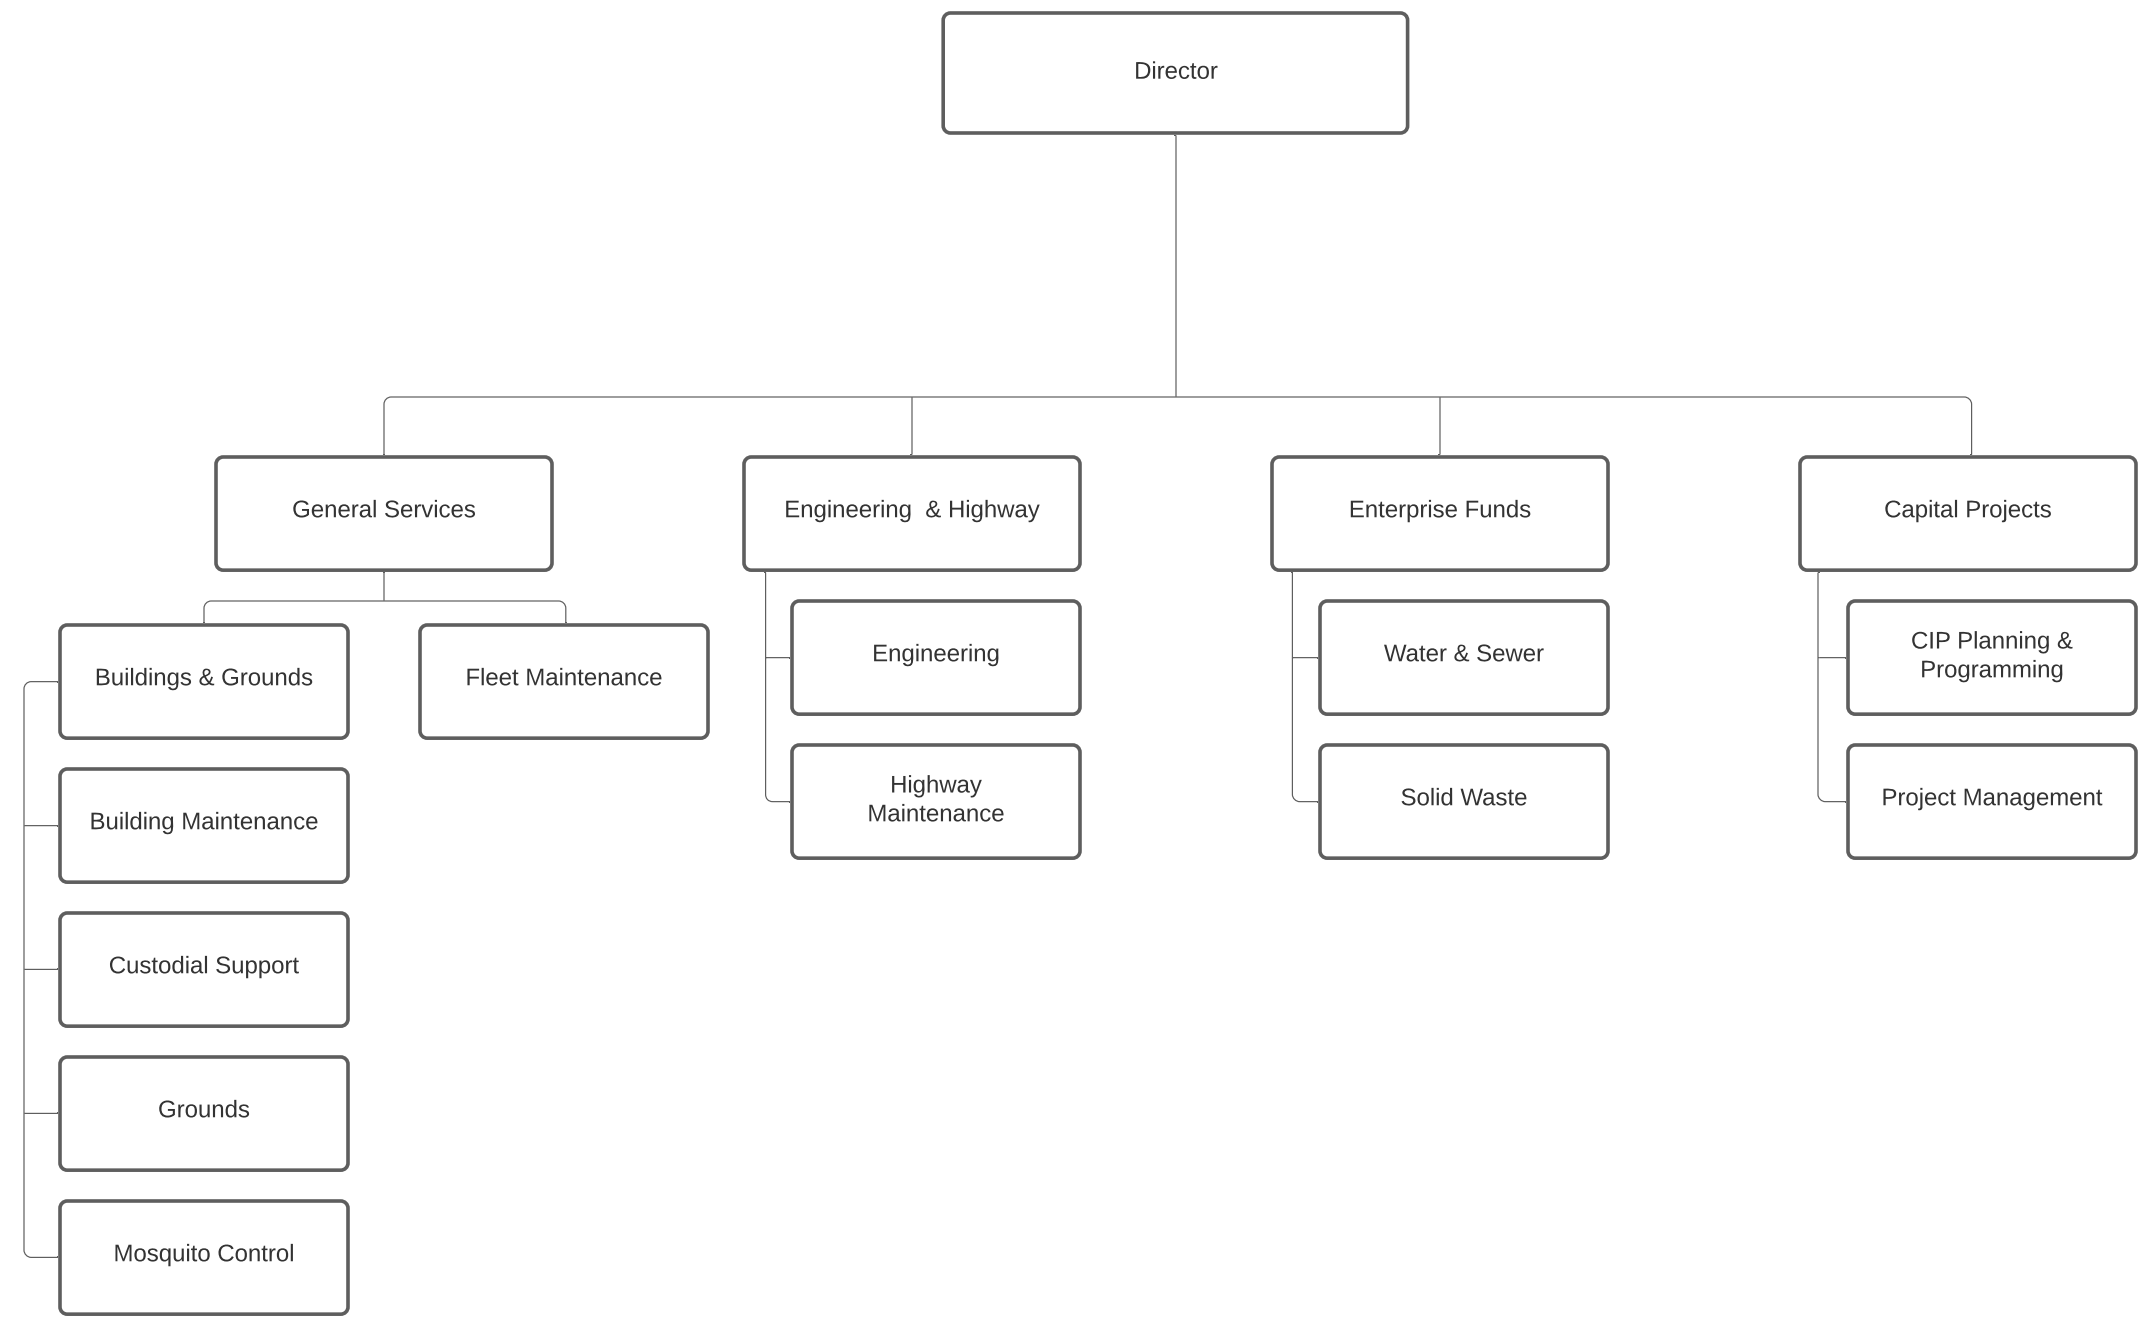 Director
General Services
Engineering  & Highway
Enterprise Funds
Capital Projects
Buildings & Grounds
Fleet Maintenance
Building Maintenance
Custodial Support
Grounds
Mosquito Control
Engineering
Highway
Maintenance
Water & Sewer
Solid Waste
CIP Planning &
Programming
Project Management